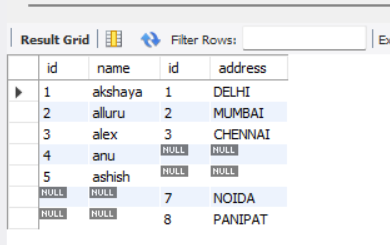 Result Grid Filter Rows: Ex
id name id address
1 akshaya 1 DELHI
2 alluru 2 MUMBAI
3 alex 3 CHENNAI
4 anu NULL NULL
5 ashish NULL NULL
NULL NULL 7 NOIDA
NULL NULL 8 PANIPAT